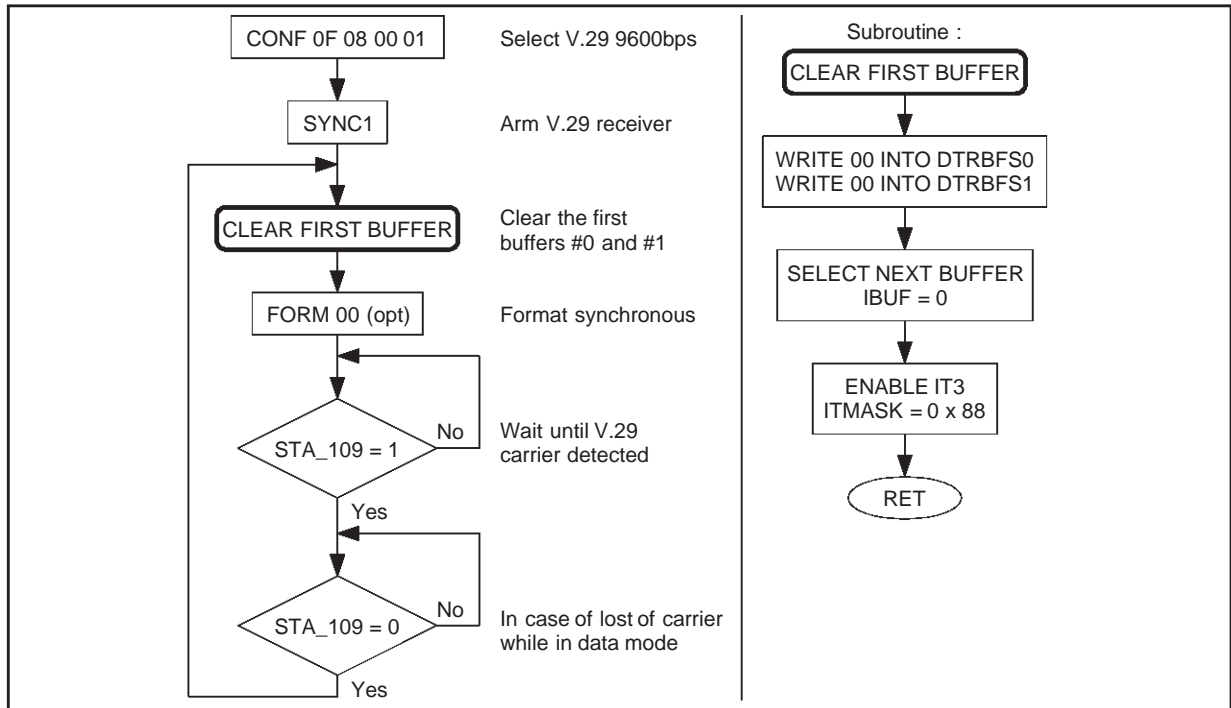 CONF 0F 08 00 01
Select V.29 9600bps
SYNC1
Arm V.29 receiver
CLEAR FIRST BUFFER
Clear the first
buffers #0 and #1
FORM 00 (opt)
Format synchronous
STA_109 = 1
No
Wait until V.29
carrier detected
Yes
STA_109 = 0
No
In case of lost of carrier
while in data mode
Yes
Subroutine :
CLEAR FIRST BUFFER
WRITE 00 INTO DTRBFS0
WRITE 00 INTO DTRBFS1
SELECT NEXT BUFFER
IBUF = 0
ENABLE IT3
ITMASK = 0 x 88
RET